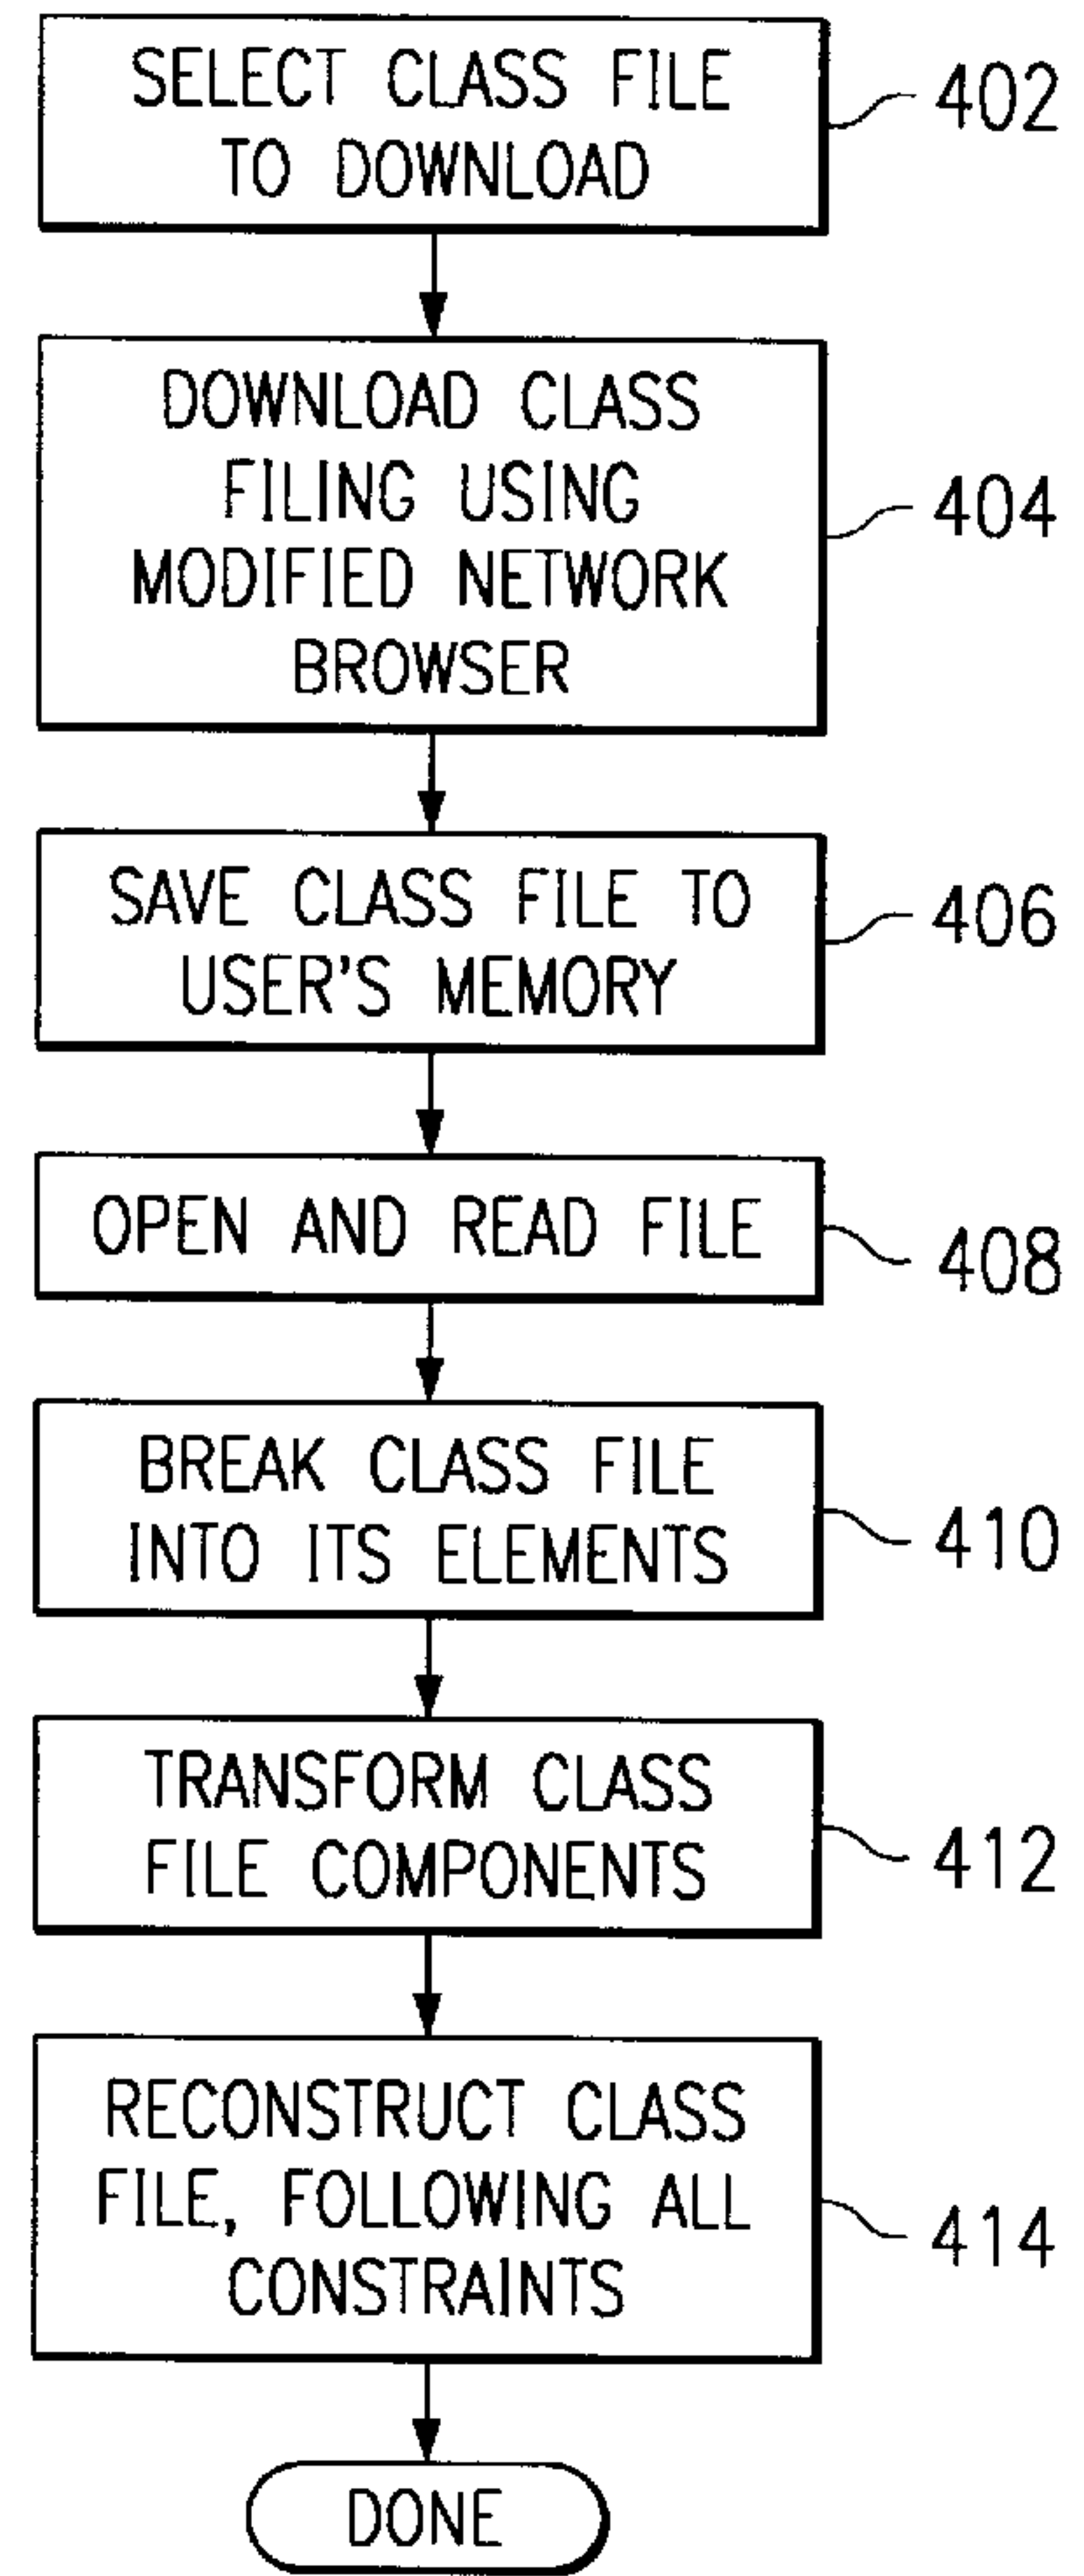 SELECT CLASS FILE
TO DOWNLOAD
402
DOWNLOAD CLASS
FILING USING
MODIFIED NETWORK
BROWSER
404
SAVE CLASS FILE TO
USER'S MEMORY
406
OPEN AND READ FILE
408
BREAK CLASS FILE
INTO ITS ELEMENTS
410
TRANSFORM CLASS
FILE COMPONENTS
412
RECONSTRUCT CLASS
FILE, FOLLOWING ALL
CONSTRAINTS
414
DONE